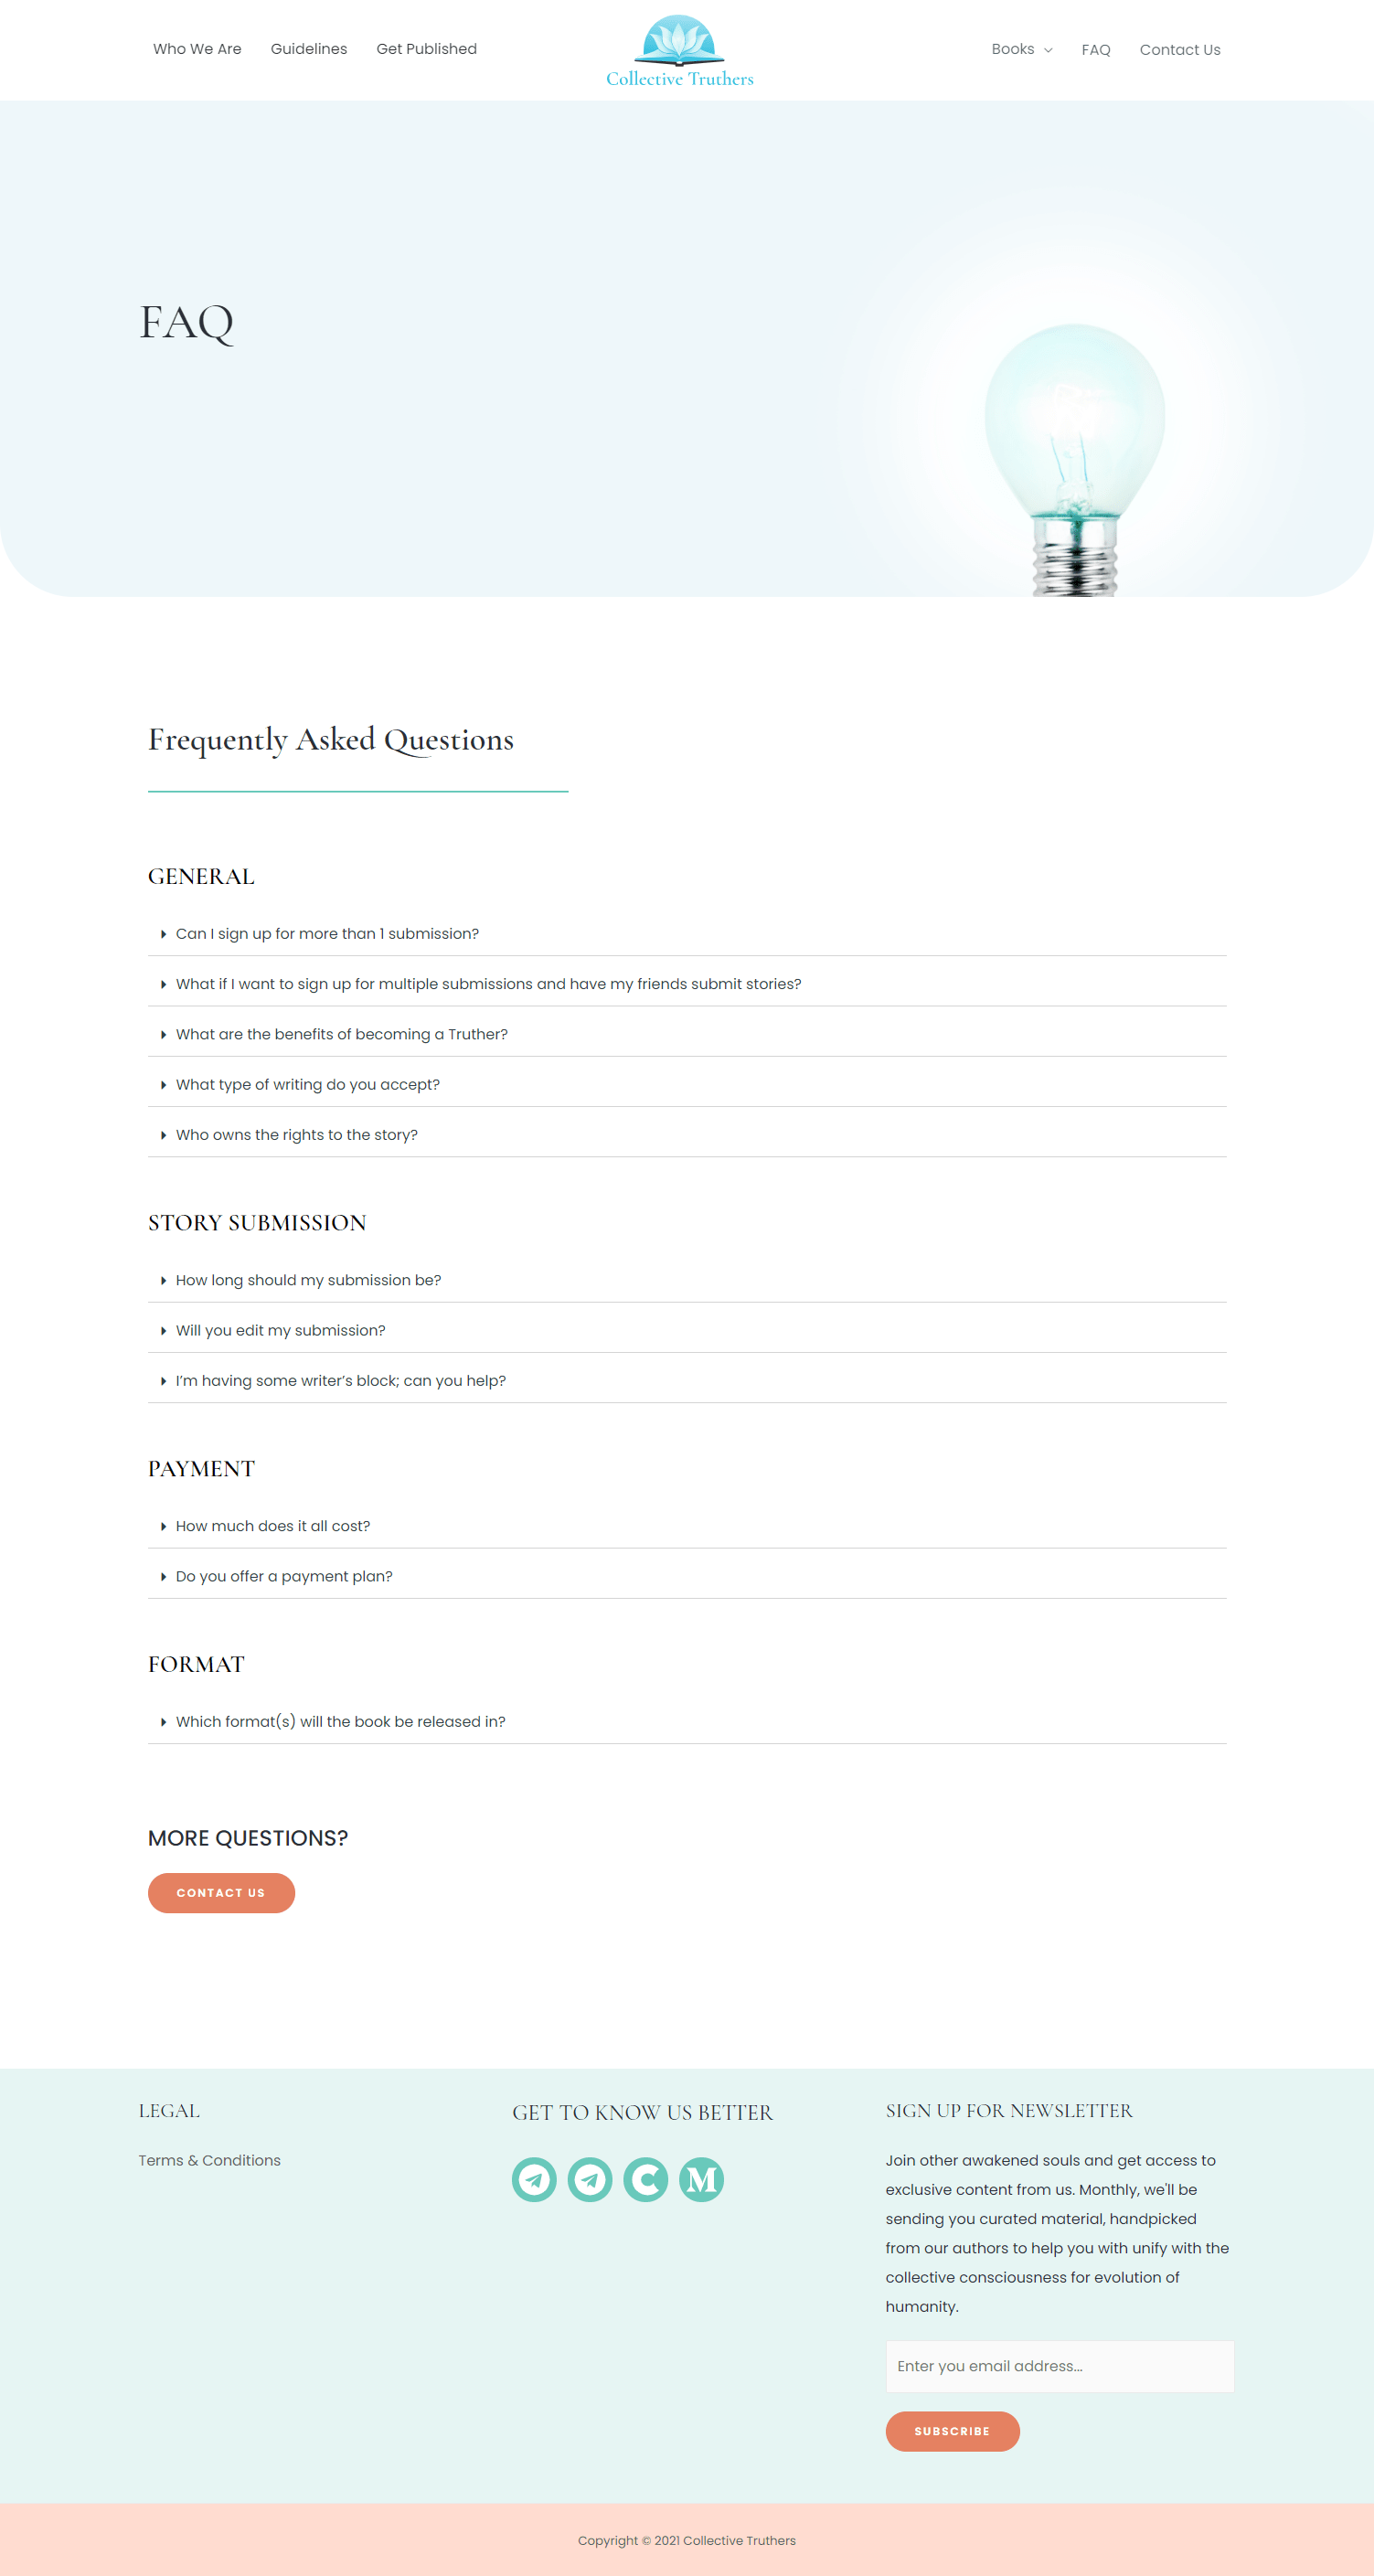 Who We Are
Guidelines
Get Published
Collective Truthers
Books
FAQ
Contact Us
FAQ
Frequently Asked Questions
GENERAL
Can I sign up for more than 1 submission?
What if I want to sign up for multiple submissions and have my friends submit stories?
What are the benefits of becoming a Truther?
What type of writing do you accept?
Who owns the rights to the story?
STORY SUBMISSION
How long should my submission be?
Will you edit my submission?
I’m having some writer’s block; can you help?
PAYMENT
How much does it all cost?
Do you offer a payment plan?
FORMAT
Which format(s) will the book be released in?
MORE QUESTIONS?
CONTACT US
LEGAL
Terms & Conditions
GET TO KNOW US BETTER
C
M
SIGN UP FOR NEWSLETTER
Join other awakened souls and get access to
exclusive content from us. Monthly, we'll be
sending you curated material, handpicked
from our authors to help you with unify with the
collective consciousness for evolution of
humanity.
Enter you email address...
SUBSCRIBE
Copyright © 2021 Collective Truthers